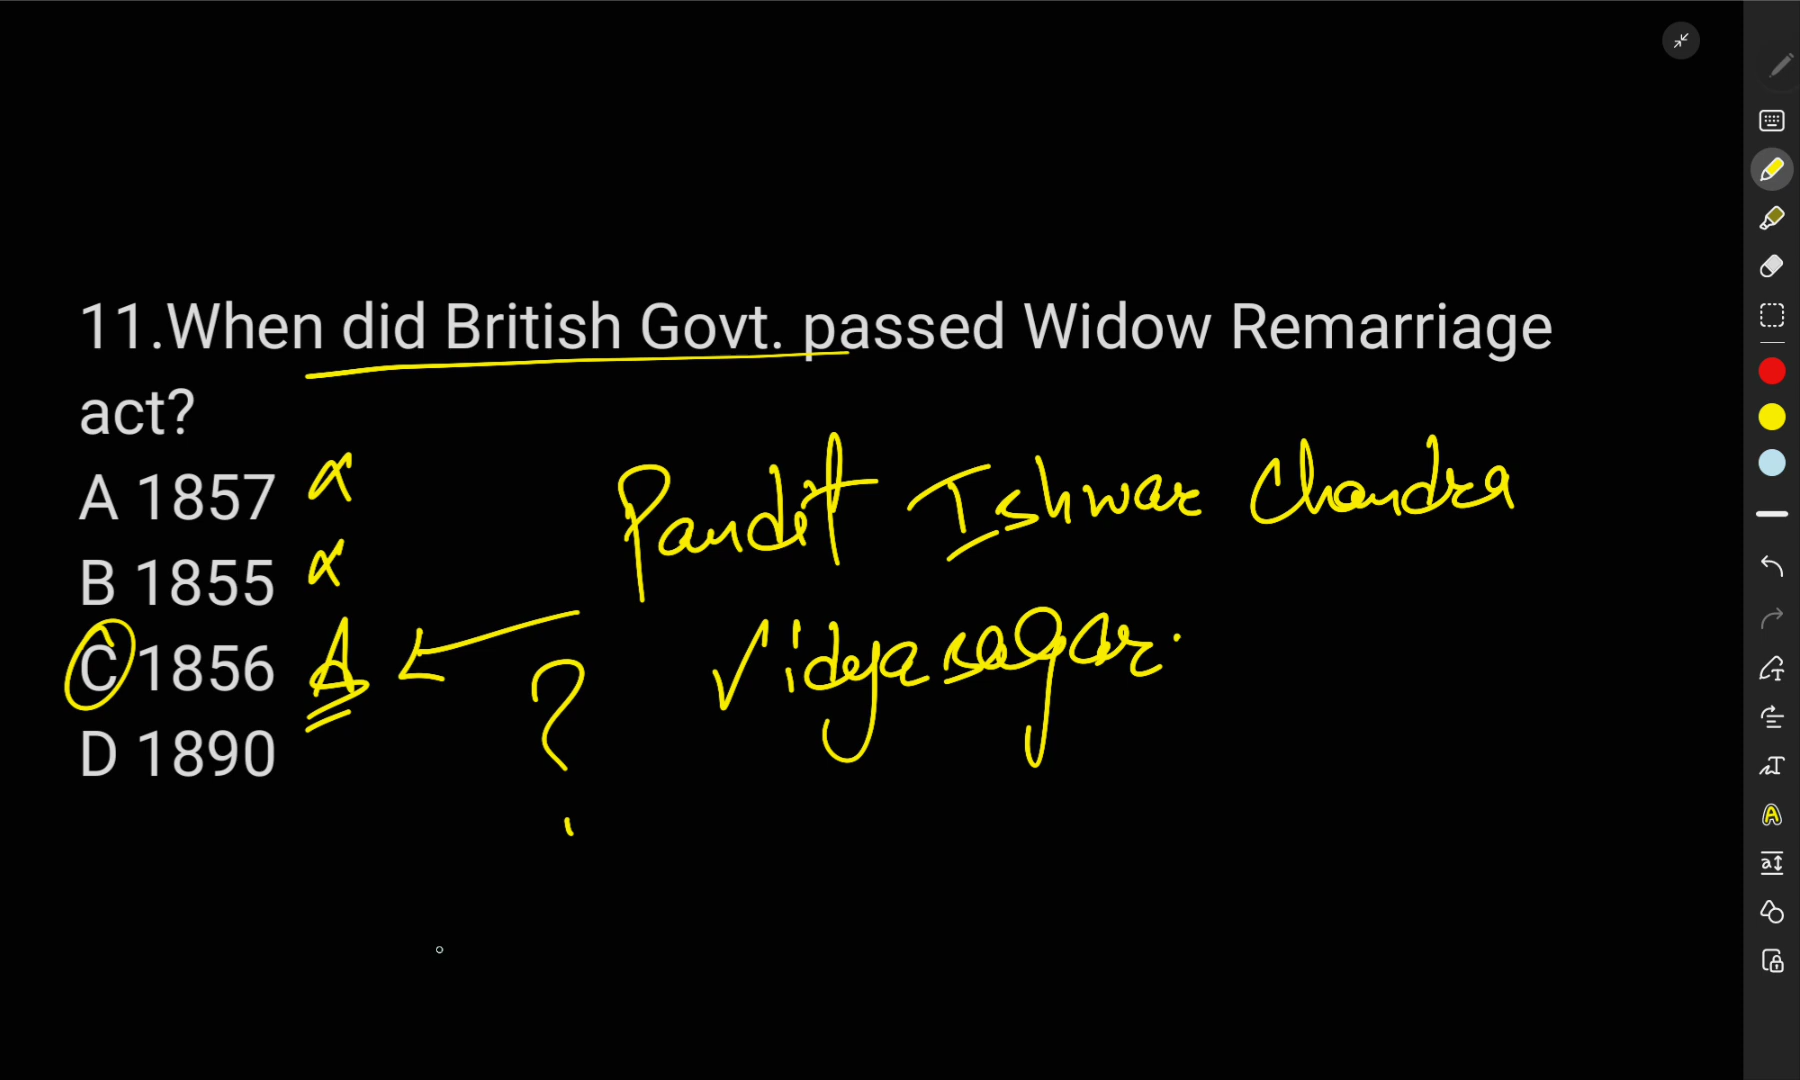 11.When did British Govt. passed Widow Remarriage
act?
A 1857
B 1855
C 1856
D 1890
Pandit Ishwar Chandra
Vidyasagar.
?